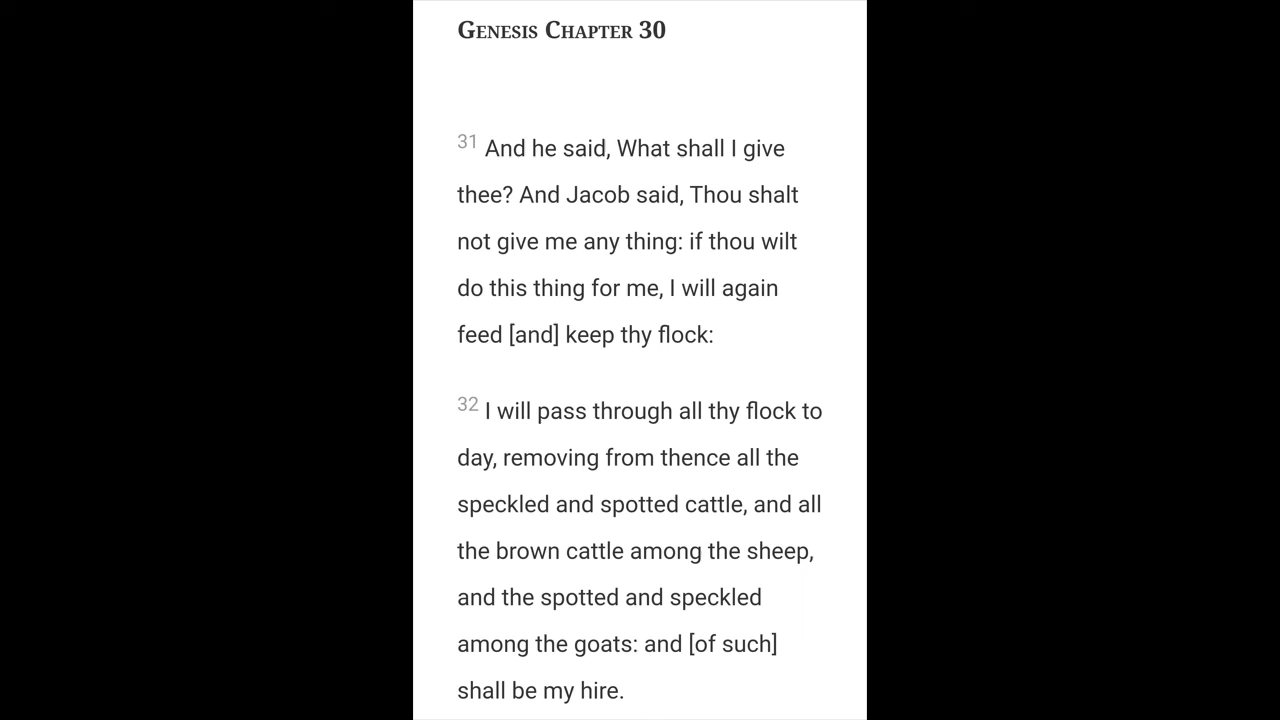 Genesis Chapter 30
31 And he said, What shall I give
thee? And Jacob said, Thou shalt
not give me any thing: if thou wilt
do this thing for me, I will again
feed [and] keep thy flock:
32 I will pass through all thy flock to
day, removing from thence all the
speckled and spotted cattle, and all
the brown cattle among the sheep,
and the spotted and speckled
among the goats: and [of such]
shall be my hire.